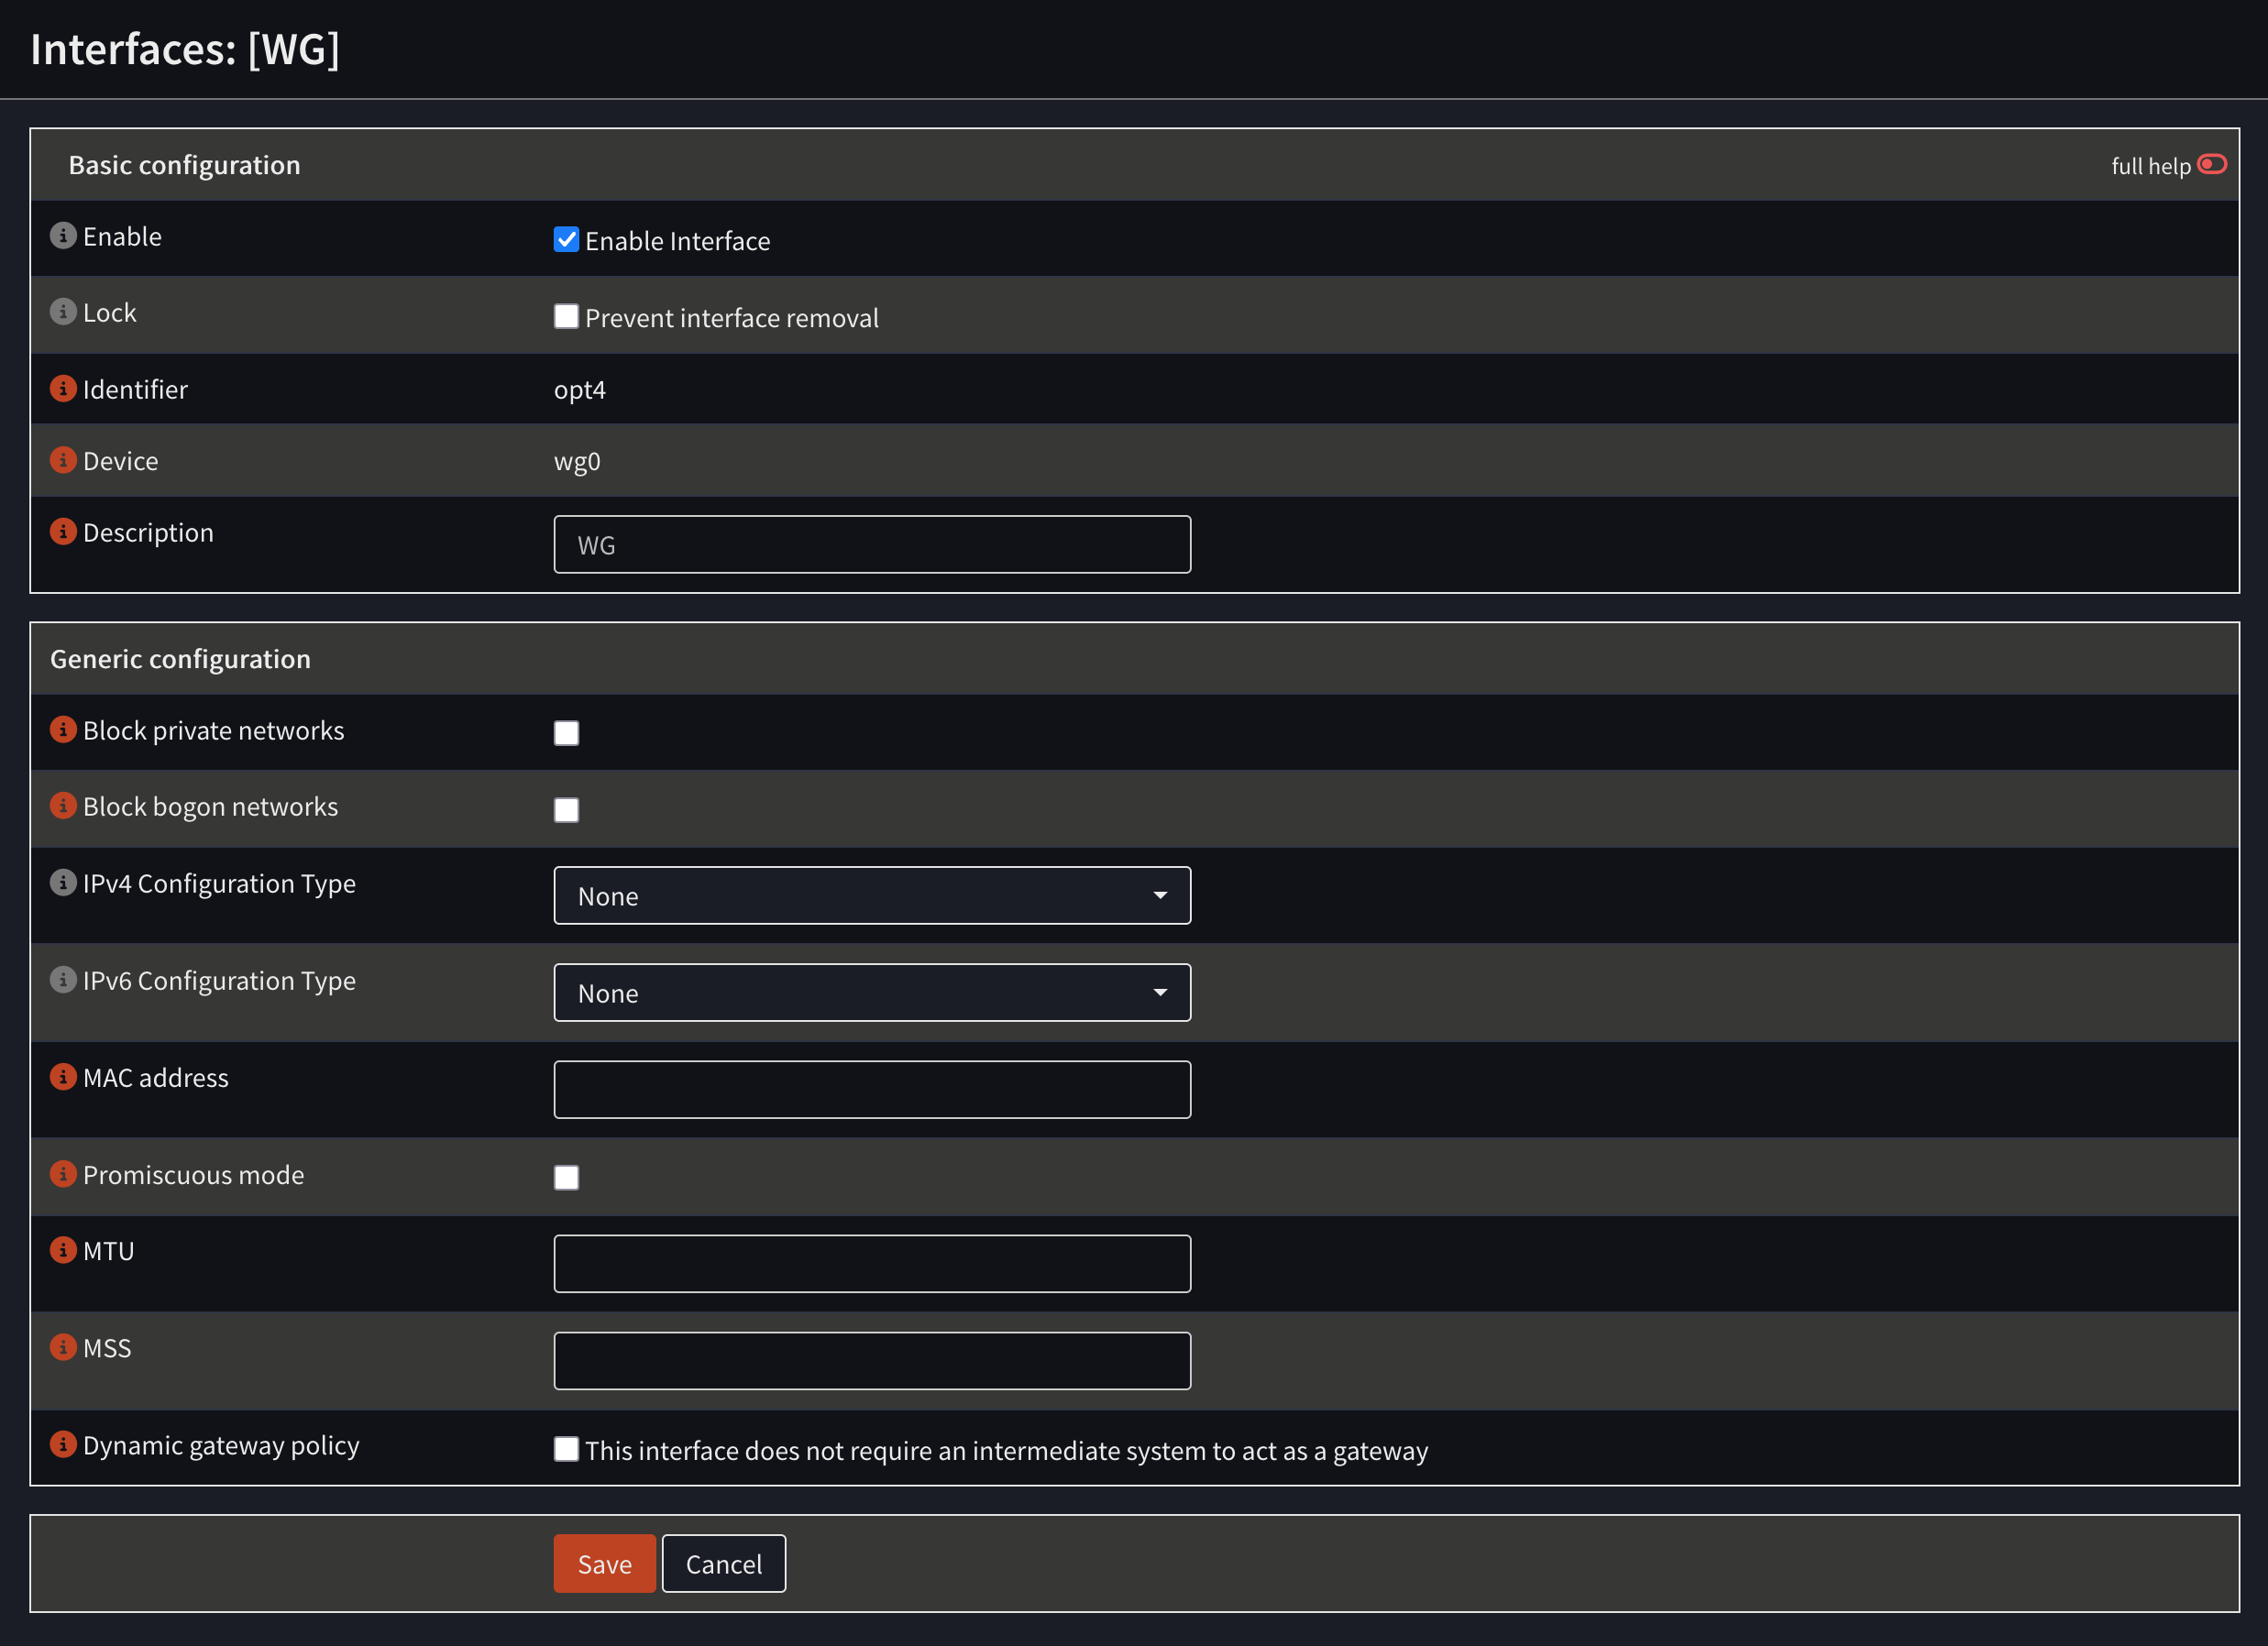 Interfaces: [WG]
Basic configuration
full help
Enable
Enable Interface
Lock
Prevent interface removal
Identifier
opt4
Device
wg0
Description
WG
Generic configuration
Block private networks
Block bogon networks
IPv4 Configuration Type
None
IPv6 Configuration Type
None
MAC address
Promiscuous mode
MTU
MSS
Dynamic gateway policy
This interface does not require an intermediate system to act as a gateway
Save
Cancel